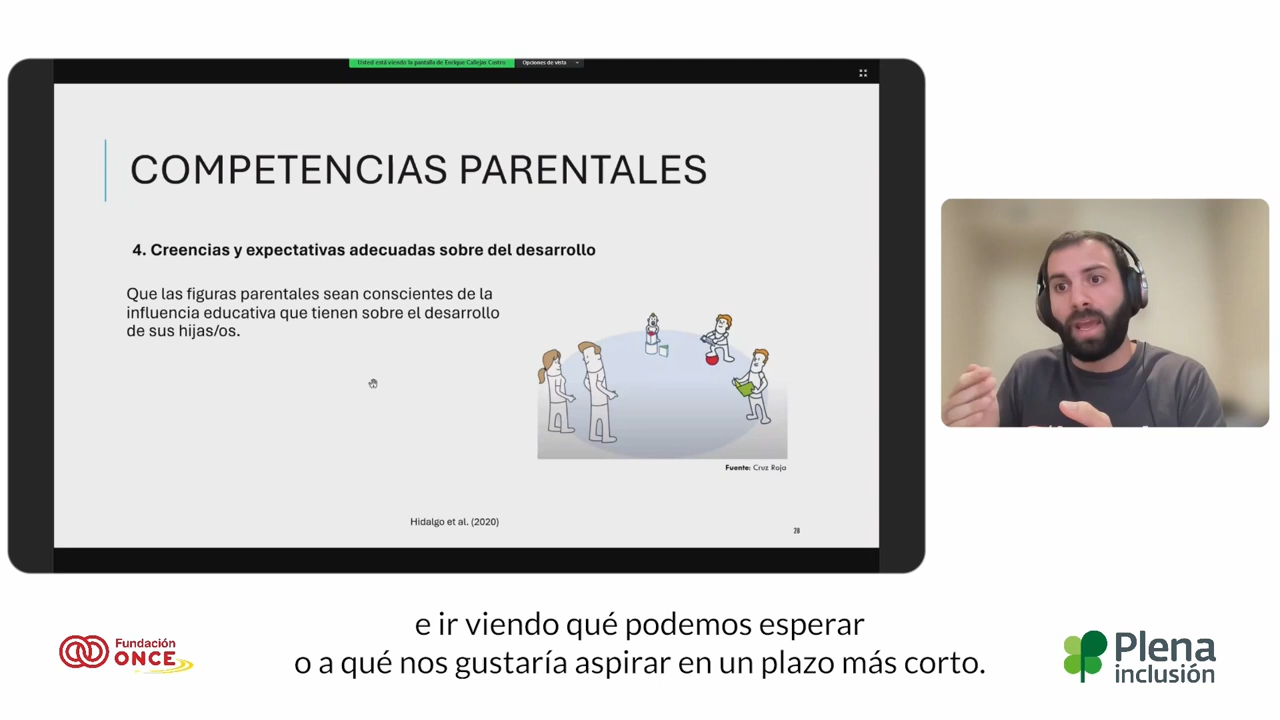 Usted está viendo la pantalla de Enrique Callejas Castro
Opciones de vista
COMPETENCIAS PARENTALES
4. Creencias y expectativas adecuadas sobre del desarrollo
Que las figuras parentales sean conscientes de la
influencia educativa que tienen sobre el desarrollo
de sus hijas/os.
Fuente: Cruz Roja
Hidalgo et al. (2020)
28
e ir viendo qué podemos esperar
o a qué nos gustaría aspirar en un plazo más corto.
Fundación
ONCE
Plena
inclusión